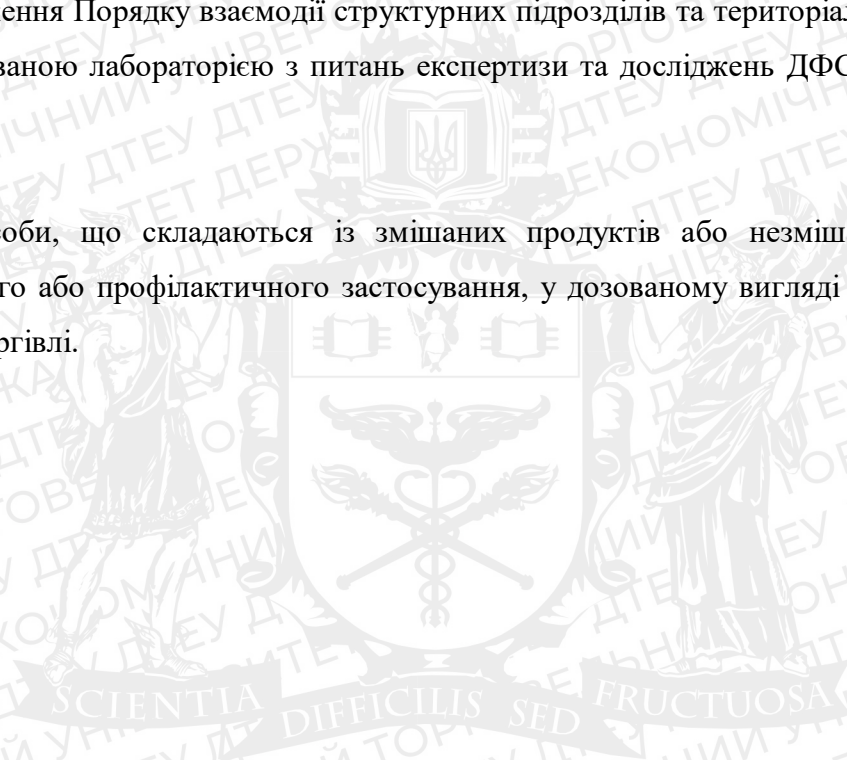 ення Порядку взаємодії структурних підрозділів та територіал
ваною лабораторією з питань експертизи та досліджень ДФС
оби, що складаються із змішаних продуктів або незміш
го або профілактичного застосування, у дозованому вигляді
ргівлі.
SCIENTIA DIFFICILIS SED FRUCTUOSA